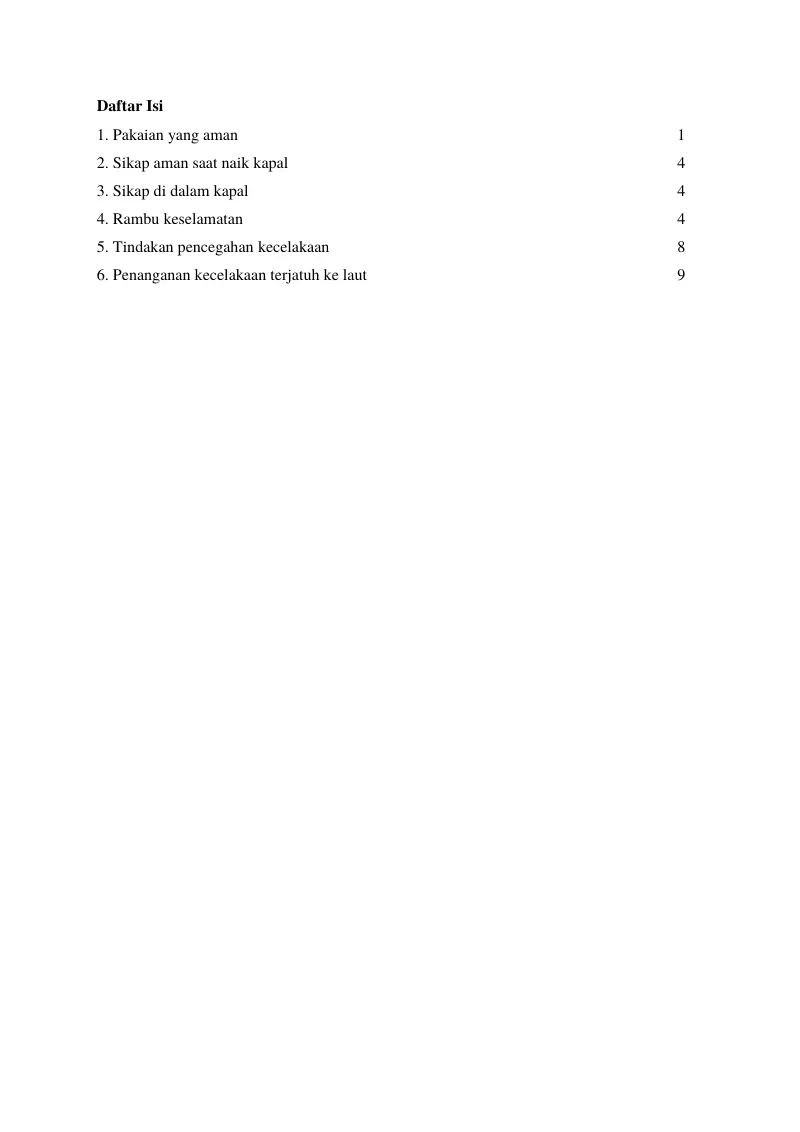 Daftar Isi
1. Pakaian yang aman 1
2. Sikap aman saat naik kapal 4
3. Sikap di dalam kapal 4
4. Rambu keselamatan 4
5. Tindakan pencegahan kecelakaan 8
6. Penanganan kecelakaan terjatuh ke laut 9